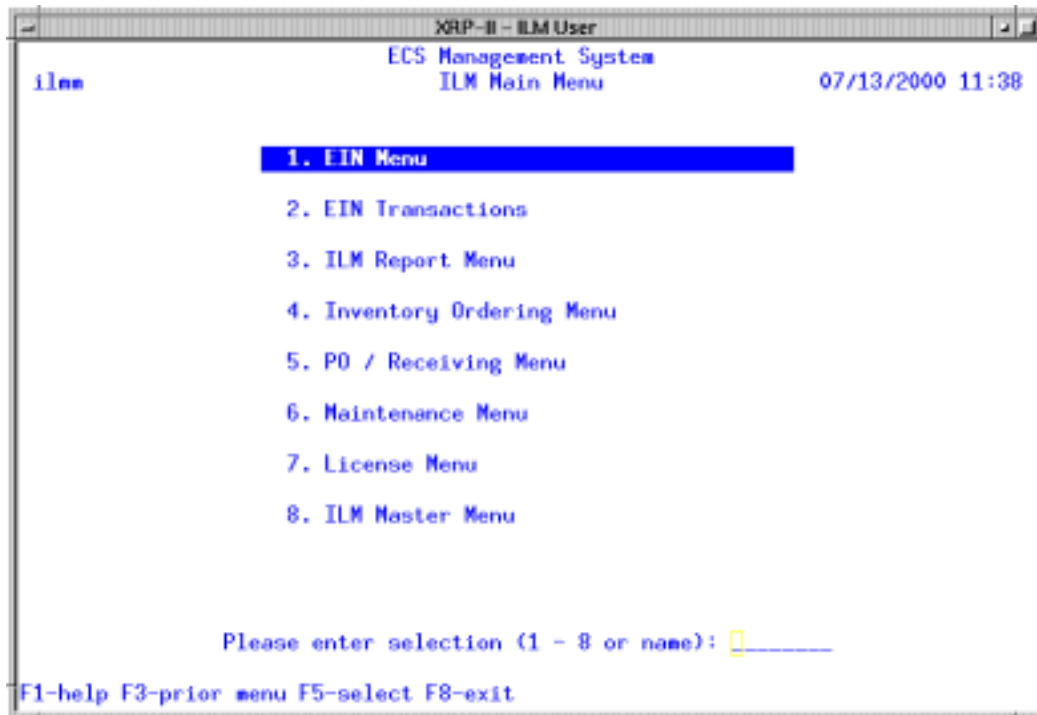 XRP-II - ILM User
ECS Management System
ilmm ILM Main Menu 07/13/2000 11:38
1. EIN Menu
2. EIN Transactions
3. ILM Report Menu
4. Inventory Ordering Menu
5. PO / Receiving Menu
6. Maintenance Menu
7. License Menu
8. ILM Master Menu
Please enter selection (1 - 8 or name): ________
F1-help F3-prior menu F5-select F8-exit